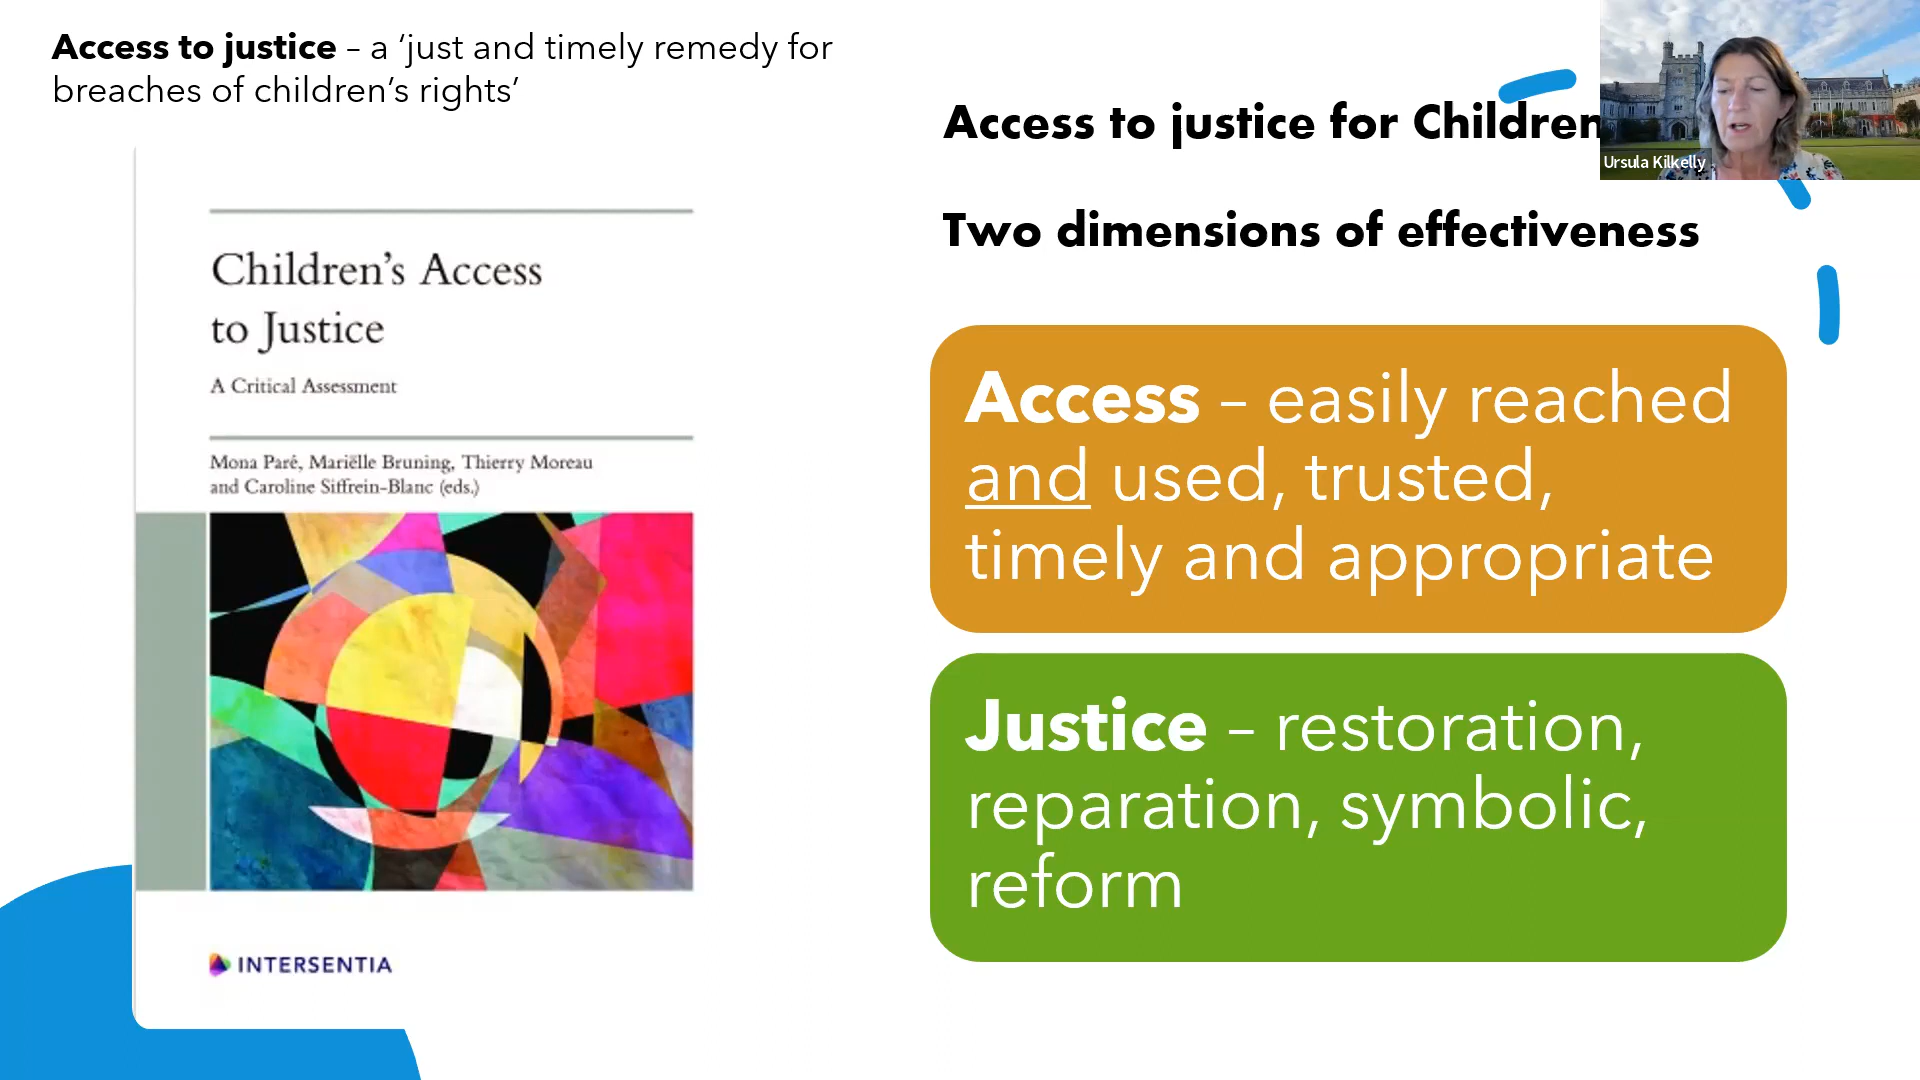 Access to justice – a ‘just and timely remedy for
breaches of children’s rights’
Children’s Access
to Justice
A Critical Assessment
Mona Paré, Mariëlle Bruning, Thierry Moreau
and Caroline Siffrein-Blanc (eds.)
INTERSENTIA
Access to justice for Children
Two dimensions of effectiveness
Access – easily reached
and used, trusted,
timely and appropriate
Justice – restoration,
reparation, symbolic,
reform
Ursula Kilkelly